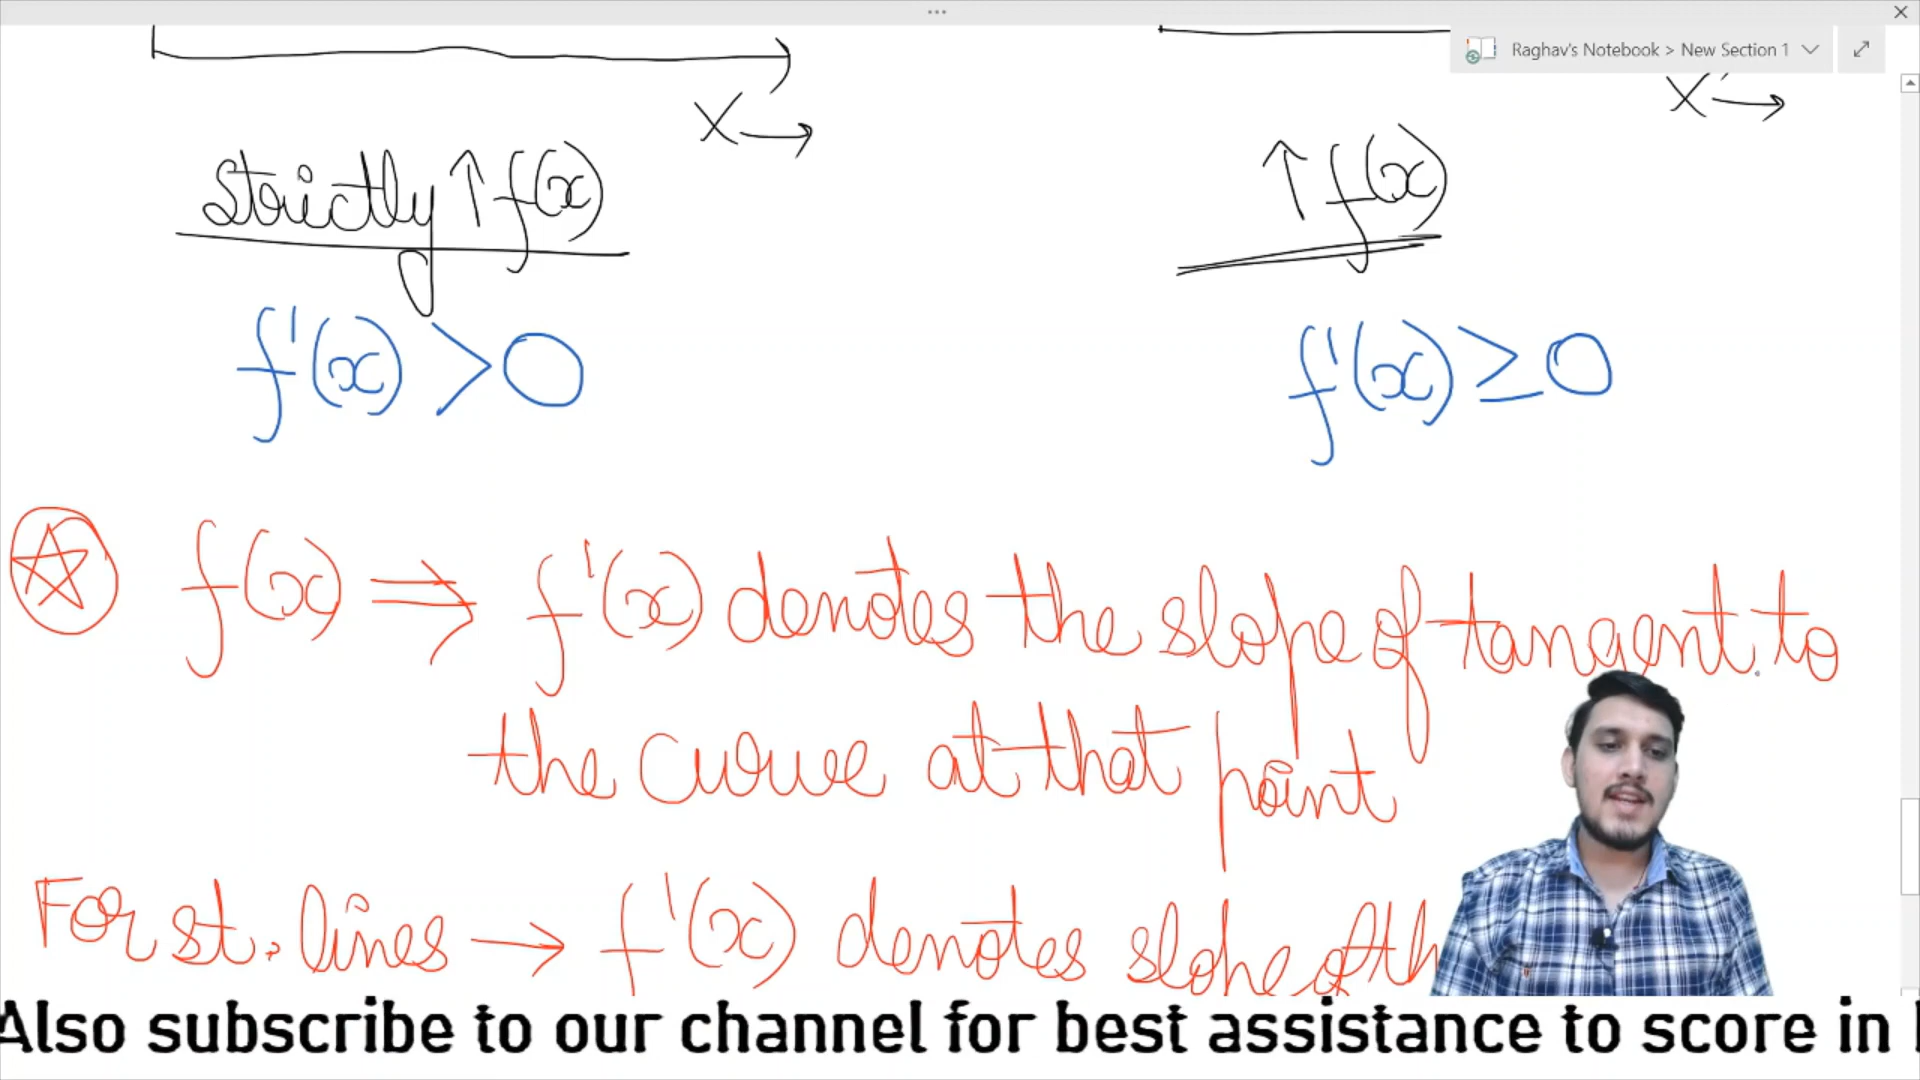 Raghav's Notebook > New Section 1
X→
X→
Strictly ↑ f(x)
↑ f(x)
f'(x) > 0
f'(x) ≥ 0
f(x) ⇒ f'(x) denotes the slope of tangent to
the curve at that point
For st. lines → f'(x) denotes slope of th
Also subscribe to our channel for best assistance to score in